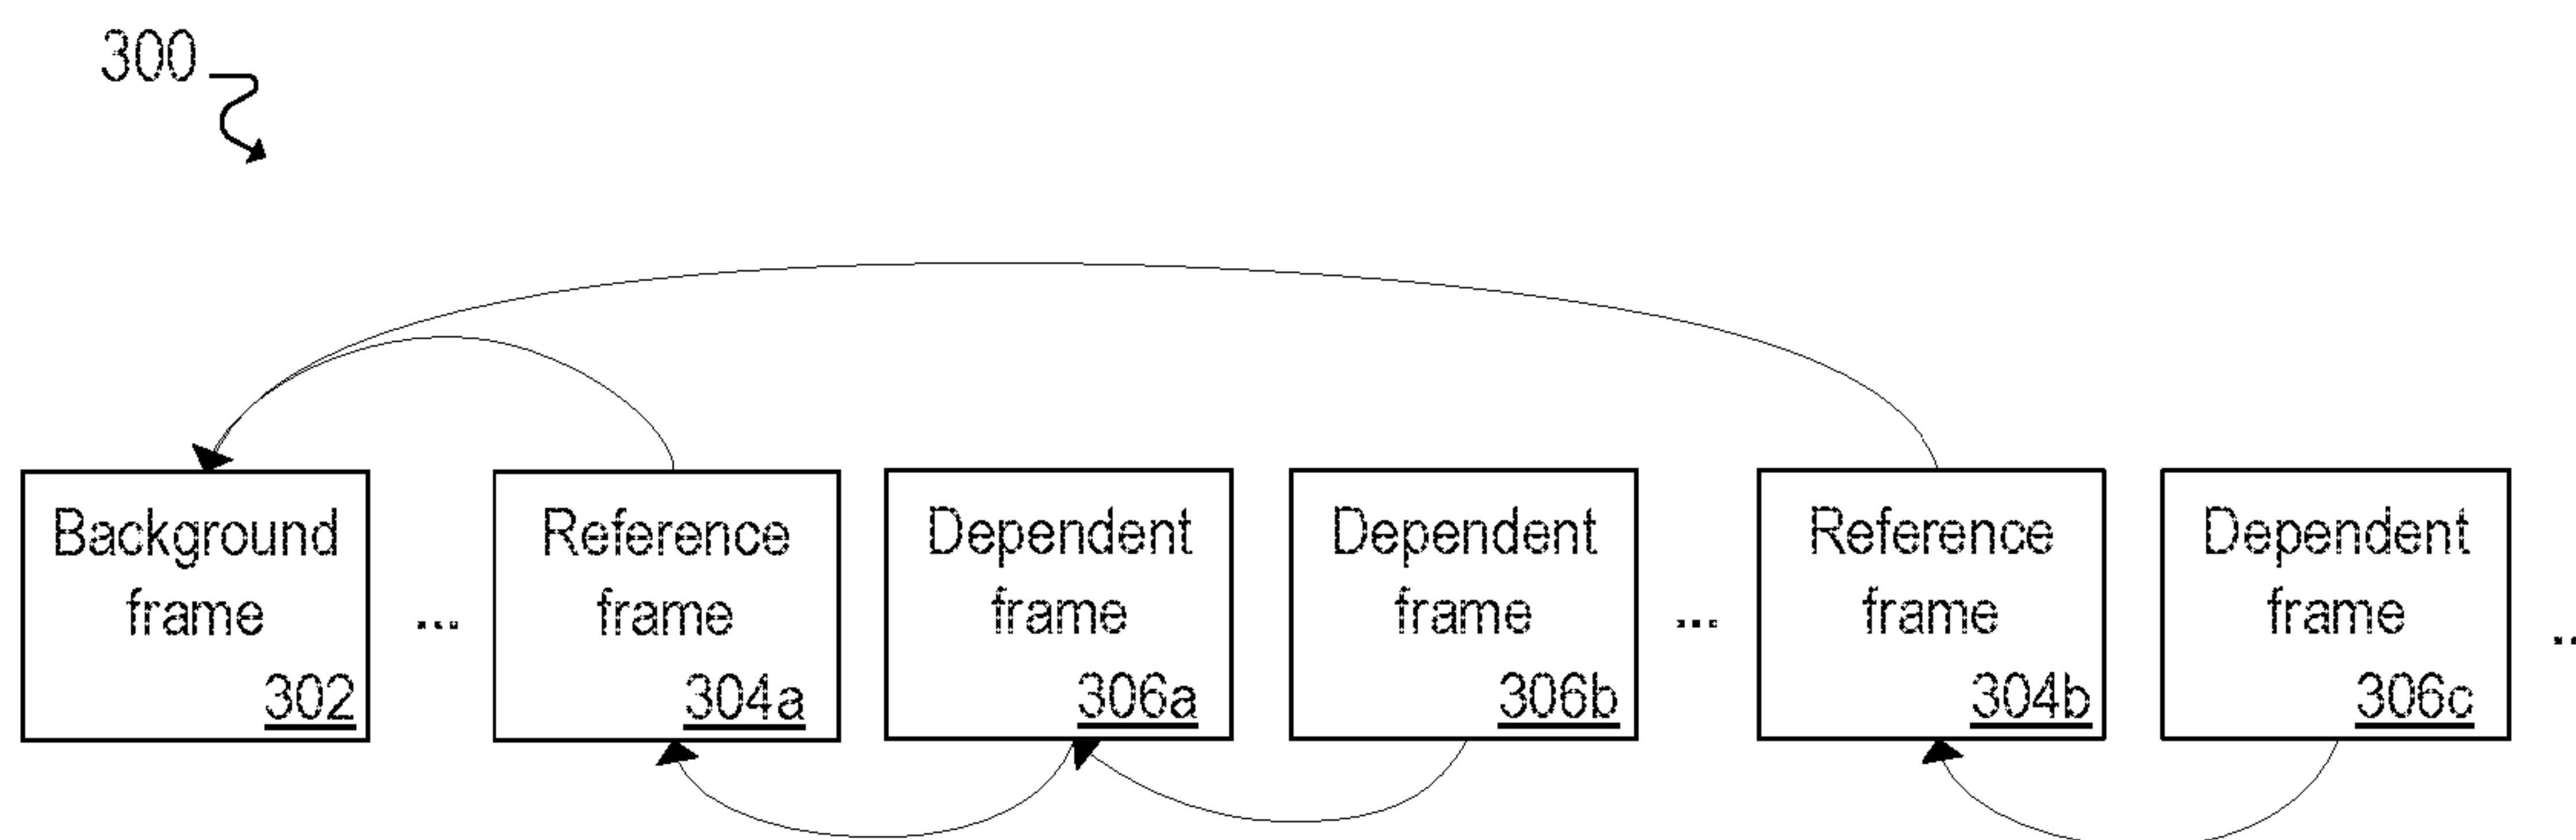 300
Background
frame
302
...
Reference
frame
304a
Dependent
frame
306a
Dependent
frame
306b
...
Reference
frame
304b
Dependent
frame
306c
..